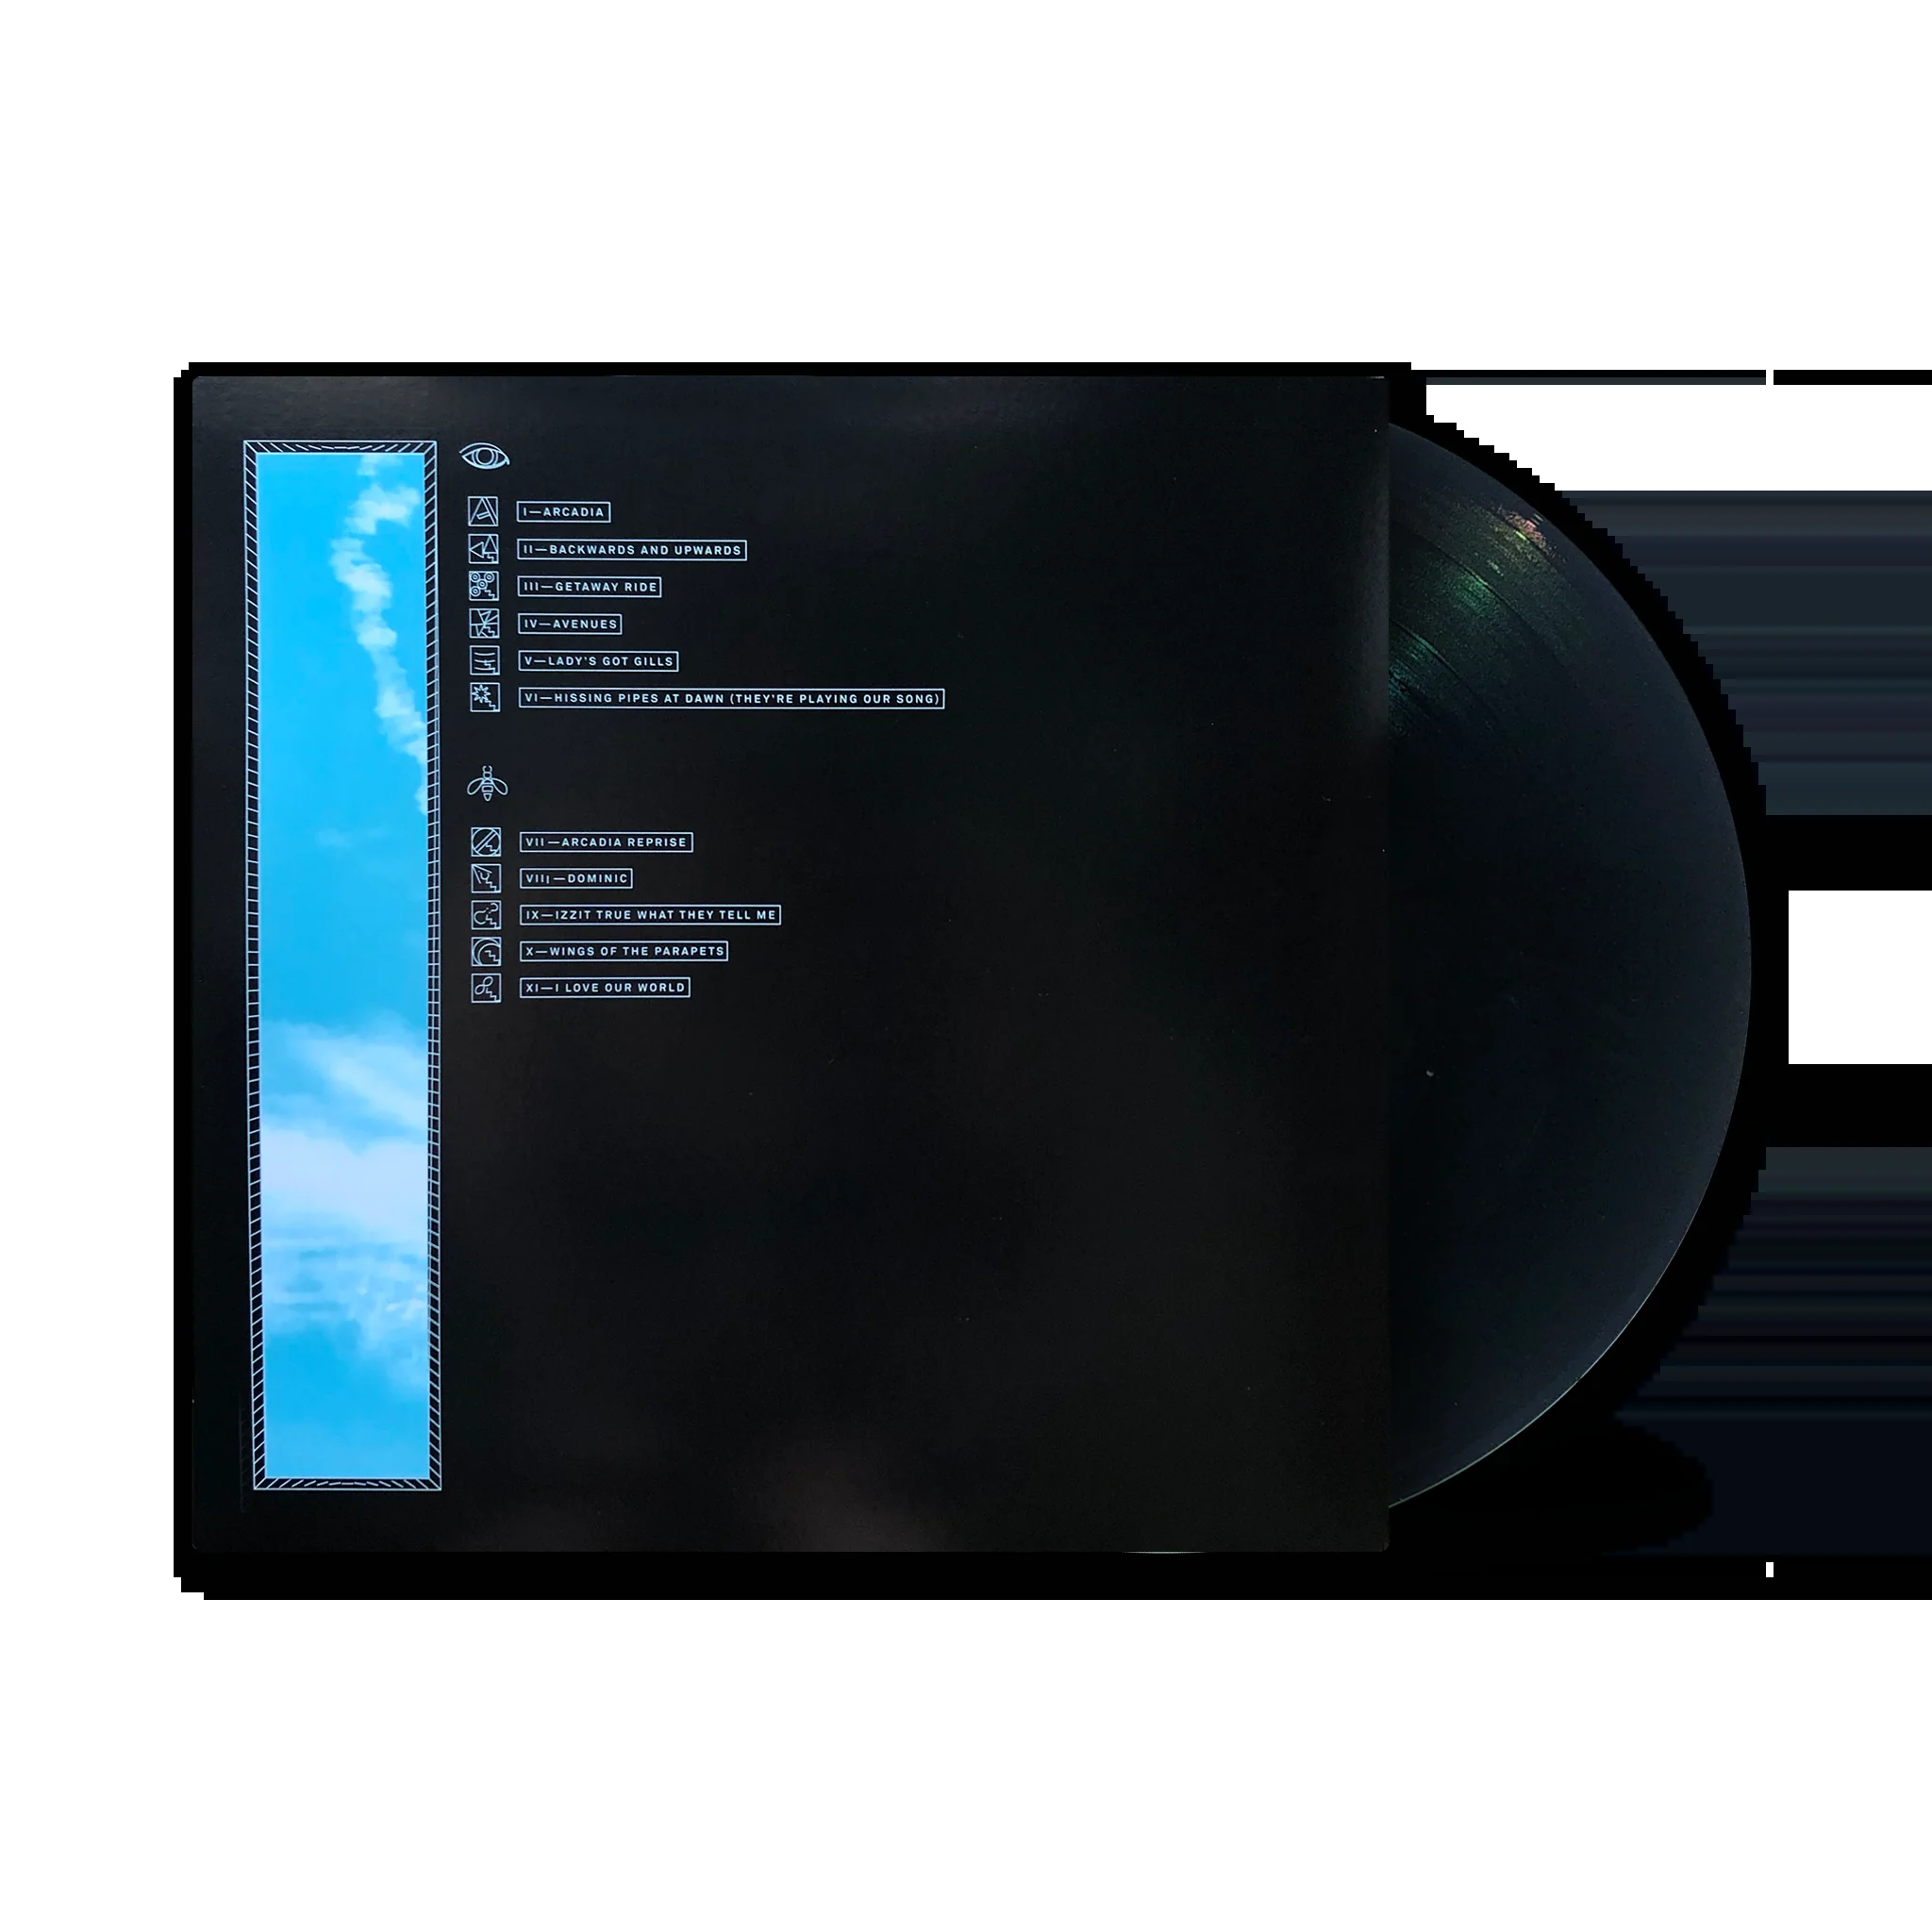 I—ARCADIA
II—BACKWARDS AND UPWARDS
III—GETAWAY RIDE
IV—AVENUES
V—LADY'S GOT GILLS
VI—HISSING PIPES AT DAWN (THEY'RE PLAYING OUR SONG)
VII—ARCADIA REPRISE
VIII—DOMINIC
IX—IZZIT TRUE WHAT THEY TELL ME
X—WINGS OF THE PARAPETS
XI—I LOVE OUR WORLD